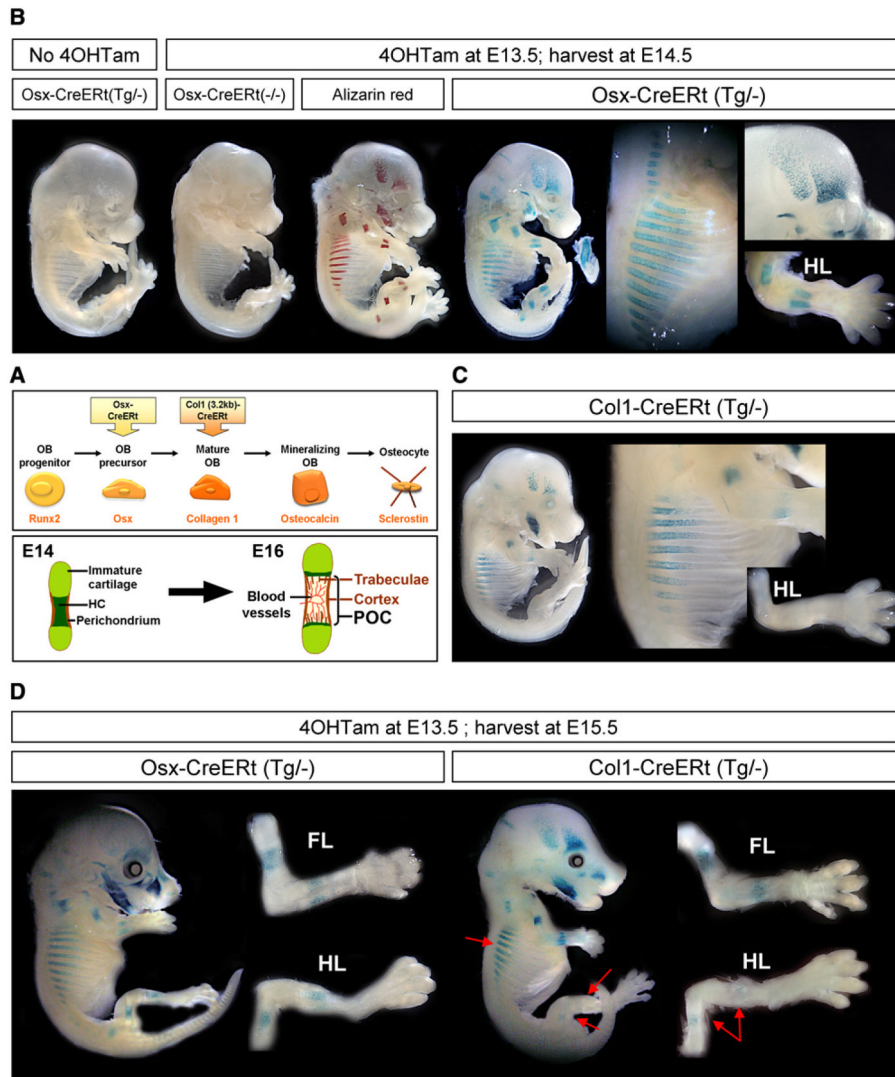 B
No 4OHTam
4OHTam at E13.5; harvest at E14.5
Osx-CreERt(Tg/-)
Osx-CreERt(-/-)
Alizarin red
Osx-CreERt (Tg/-)
HL
A
Osx-
CreERt
Col1 (3.2kb)-
CreERt
OB
progenitor
OB
precursor
Mature
OB
Mineralizing
OB
Osteocyte
Runx2
Osx
Collagen 1
Osteocalcin
Sclerostin
E14
Immature
cartilage
HC
Perichondrium
E16
Blood
vessels
Trabeculae
Cortex
POC
C
Col1-CreERt (Tg/-)
HL
D
4OHTam at E13.5 ; harvest at E15.5
Osx-CreERt (Tg/-)
Col1-CreERt (Tg/-)
FL
HL
FL
HL